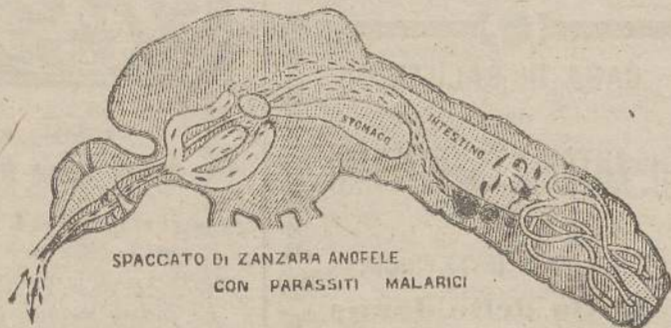 STOMACO
INTESTINO
SPACCATO DI ZANZARA ANOFELE
CON PARASSITI MALARICI